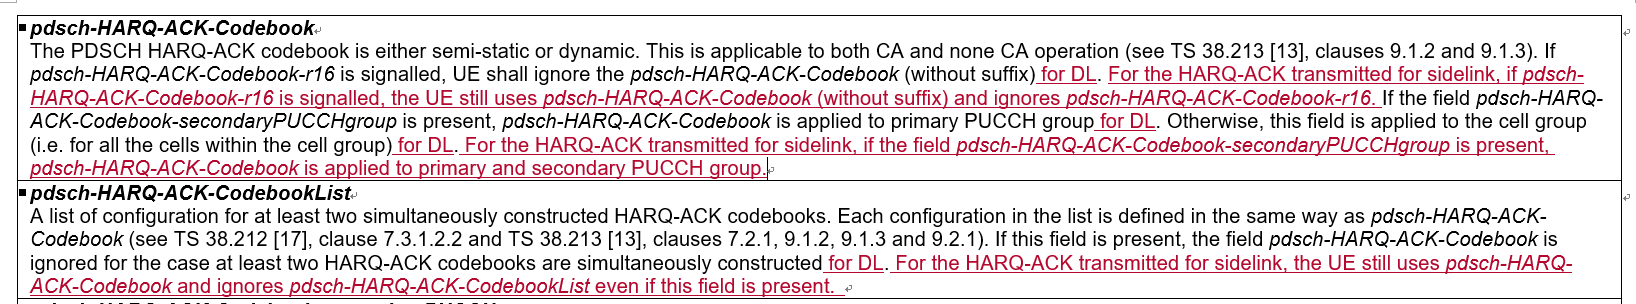 pdsch-HARQ-ACK-Codebook
The PDSCH HARQ-ACK codebook is either semi-static or dynamic. This is applicable to both CA and none CA operation (see TS 38.213 [13], clauses 9.1.2 and 9.1.3). If
pdsch-HARQ-ACK-Codebook-r16 is signalled, UE shall ignore the pdsch-HARQ-ACK-Codebook (without suffix) for DL. For the HARQ-ACK transmitted for sidelink, if pdsch-
HARQ-ACK-Codebook-r16 is signalled, the UE still uses pdsch-HARQ-ACK-Codebook (without suffix) and ignores pdsch-HARQ-ACK-Codebook-r16. If the field pdsch-HARQ-
ACK-Codebook-secondaryPUCCHgroup is present, pdsch-HARQ-ACK-Codebook is applied to primary PUCCH group for DL. Otherwise, this field is applied to the cell group
(i.e. for all the cells within the cell group) for DL. For the HARQ-ACK transmitted for sidelink, if the field pdsch-HARQ-ACK-Codebook-secondaryPUCCHgroup is present,
pdsch-HARQ-ACK-Codebook is applied to primary and secondary PUCCH group.
pdsch-HARQ-ACK-CodebookList
A list of configuration for at least two simultaneously constructed HARQ-ACK codebooks. Each configuration in the list is defined in the same way as pdsch-HARQ-ACK-
Codebook (see TS 38.212 [17], clause 7.3.1.2.2 and TS 38.213 [13], clauses 7.2.1, 9.1.2, 9.1.3 and 9.2.1). If this field is present, the field pdsch-HARQ-ACK-Codebook is
ignored for the case at least two HARQ-ACK codebooks are simultaneously constructed for DL. For the HARQ-ACK transmitted for sidelink, the UE still uses pdsch-HARQ-
ACK-Codebook and ignores pdsch-HARQ-ACK-CodebookList even if this field is present.